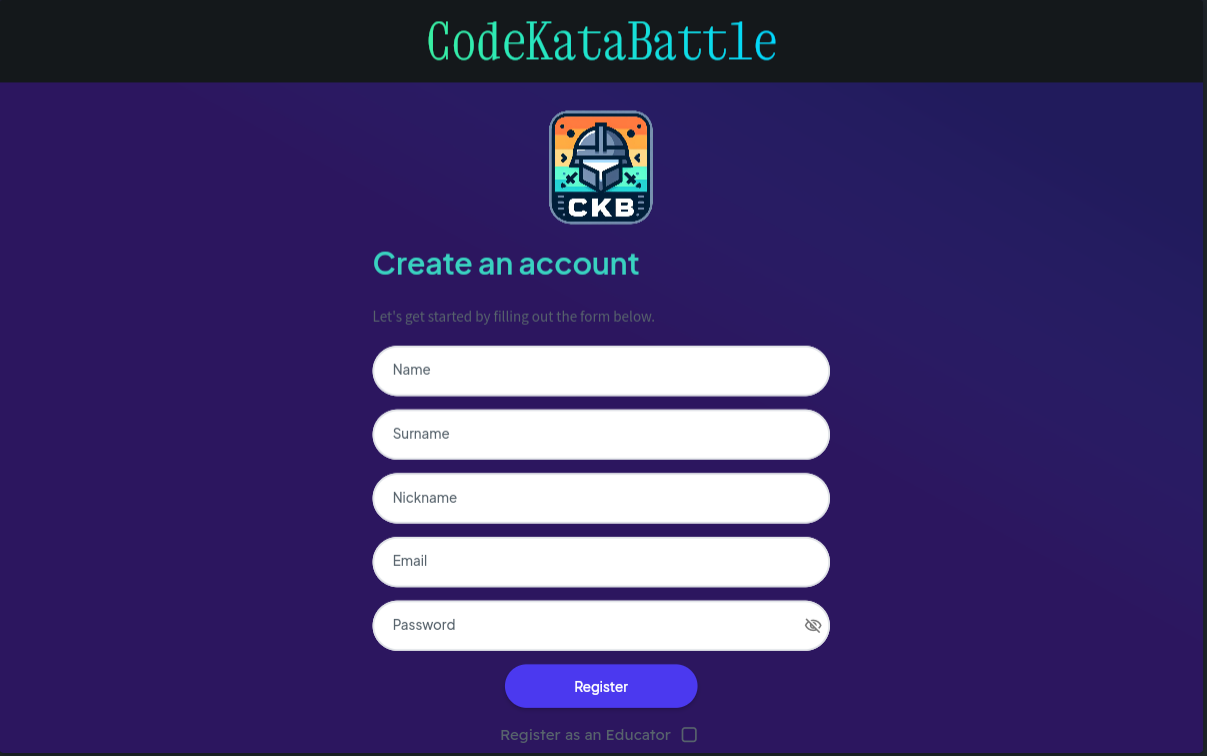 CodeKataBattle
CKB
Create an account
Let's get started by filling out the form below.
Name
Surname
Nickname
Email
Password
Register
Register as an Educator